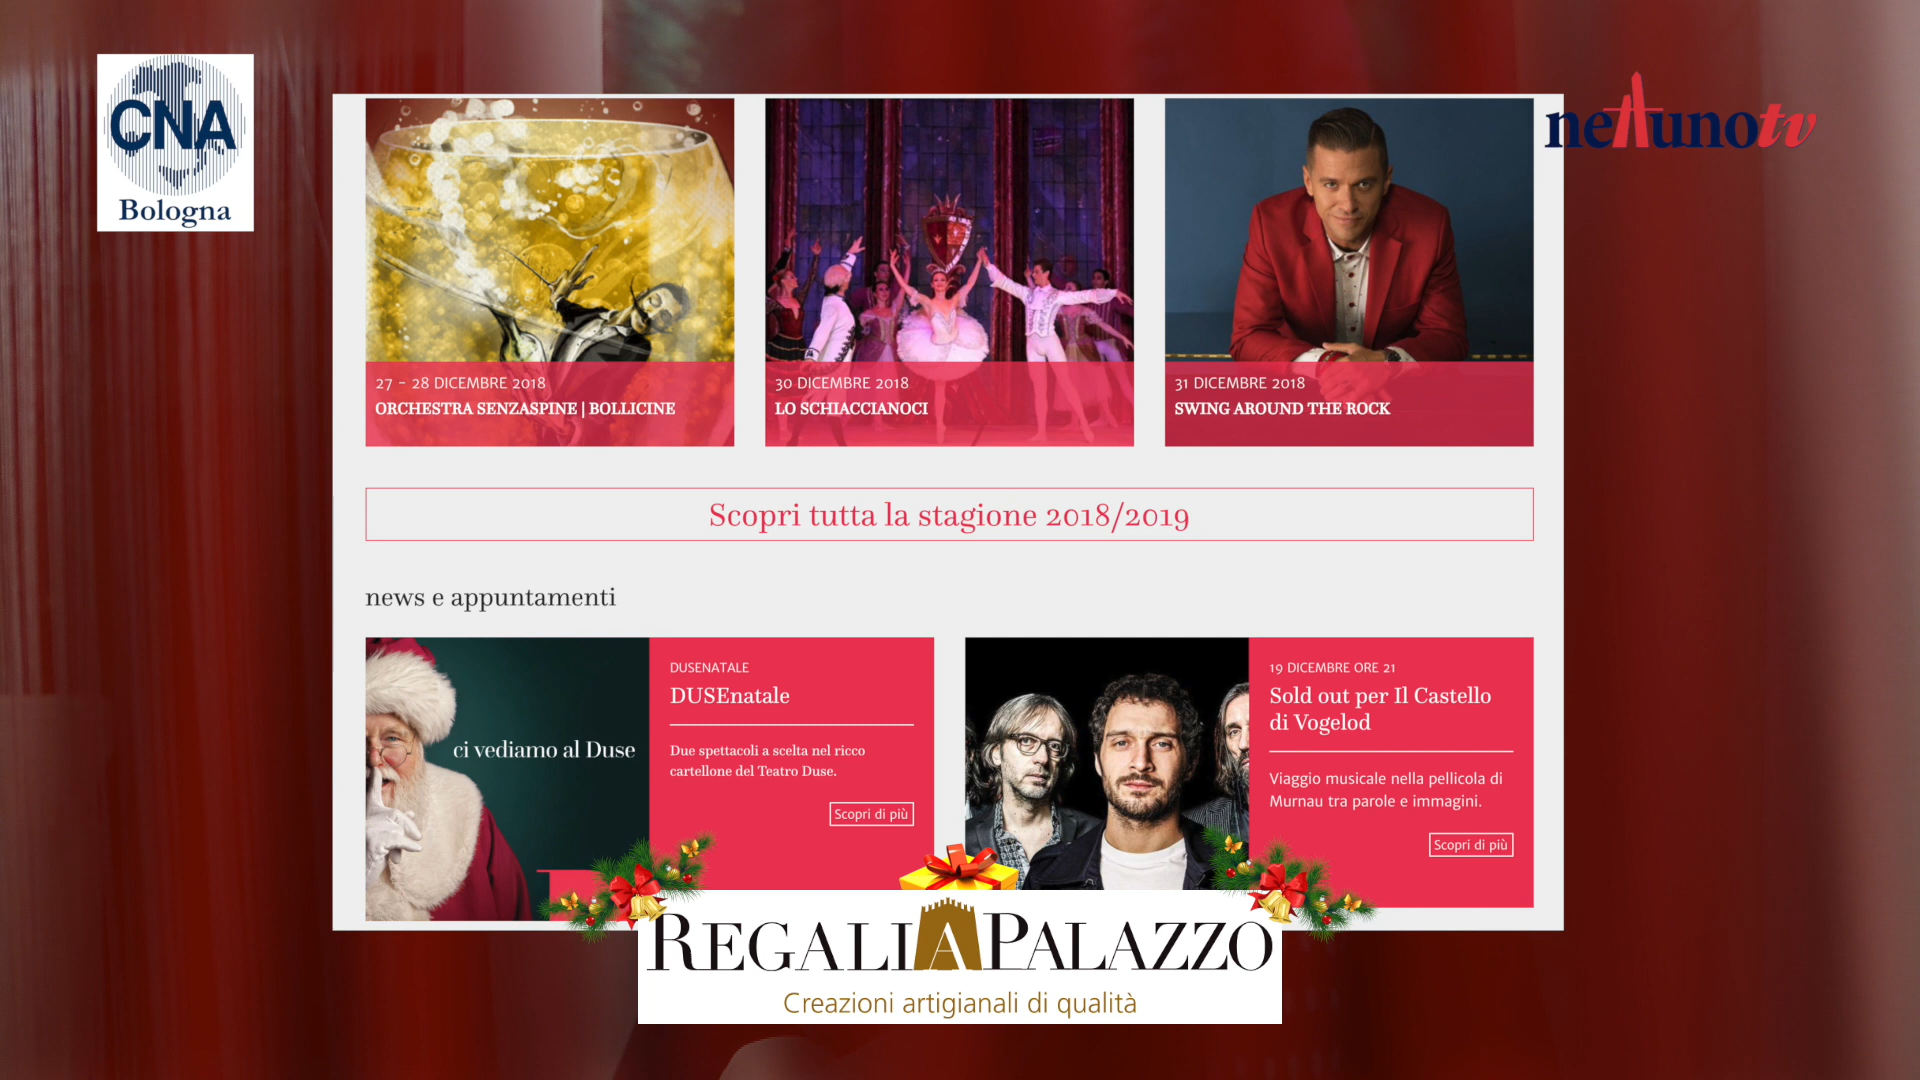 CNA
Bologna
nettunotv
27 - 28 DICEMBRE 2018
ORCHESTRA SENZASPINE | BOLLICINE
30 DICEMBRE 2018
LO SCHIACCIANOCI
31 DICEMBRE 2018
SWING AROUND THE ROCK
Scopri tutta la stagione 2018/2019
news e appuntamenti
ci vediamo al Duse
DUSENATALE
DUSEnatale
Due spettacoli a scelta nel ricco
cartellone del Teatro Duse.
Scopri di più
19 DICEMBRE ORE 21
Sold out per Il Castello
di Vogelod
Viaggio musicale nella pellicola di
Murnau tra parole e immagini.
Scopri di più
REGALI A PALAZZO
Creazioni artigianali di qualità